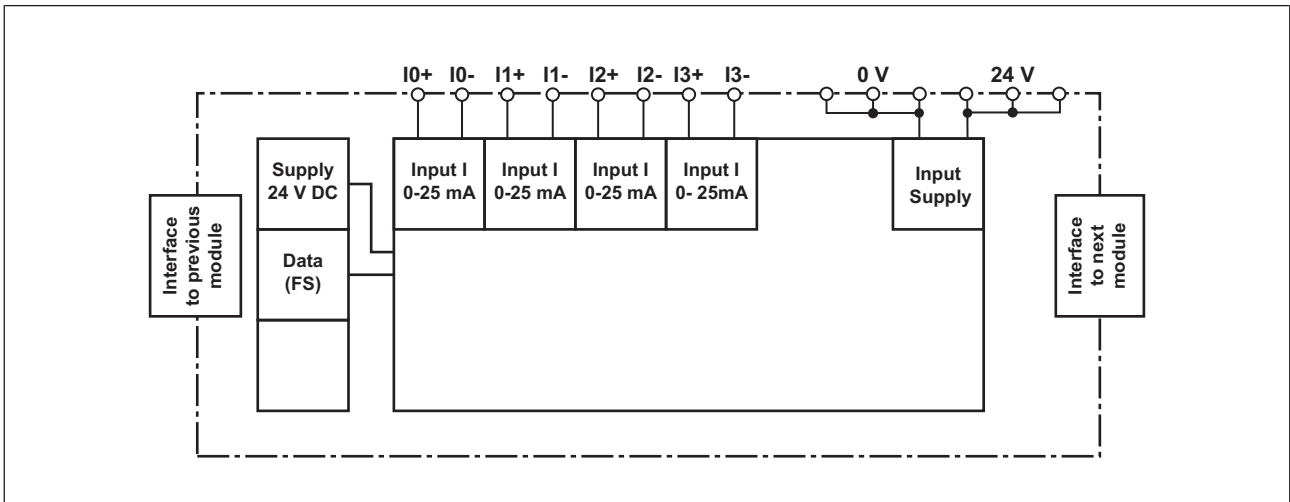 I0+ I0- I1+ I1- I2+ I2- I3+ I3- 0 V 24 V
Supply
24 V DC
Input I
0-25 mA
Input I
0-25 mA
Input I
0-25 mA
Input I
0- 25mA
Input
Supply
Interface
to previous
module
Data
(FS)
Interface
to next
module